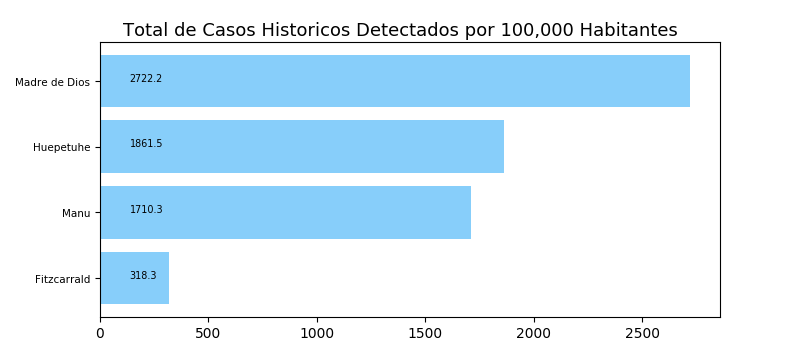 Total de Casos Historicos Detectados por 100,000 Habitantes
Madre de Dios 2722.2
Huepetuhe 1861.5
Manu 1710.3
Fitzcarrald 318.3
0 500 1000 1500 2000 2500